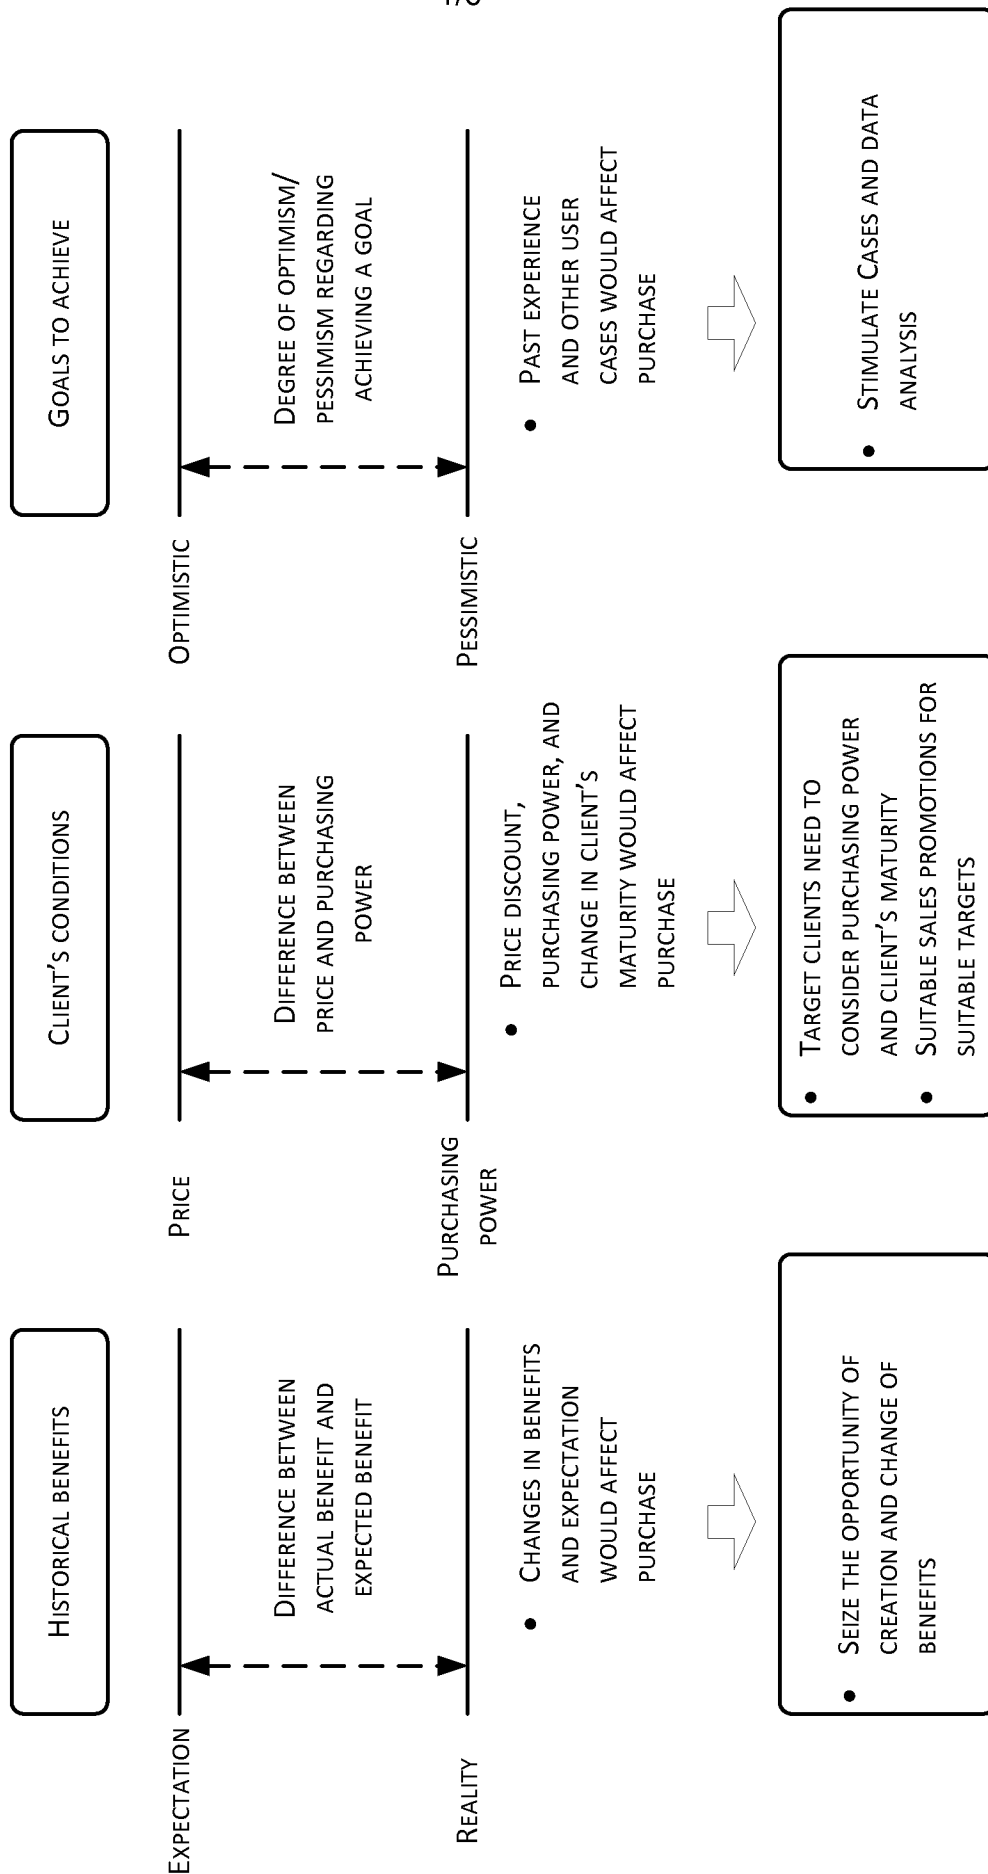 HISTORICAL BENEFITS
EXPECTATION
DIFFERENCE BETWEEN
ACTUAL BENEFIT AND
EXPECTED BENEFIT
REALITY
• CHANGES IN BENEFITS
AND EXPECTATION
WOULD AFFECT
PURCHASE
• SEIZE THE OPPORTUNITY OF
CREATION AND CHANGE OF
BENEFITS
CLIENT'S CONDITIONS
PRICE
DIFFERENCE BETWEEN
PRICE AND PURCHASING
POWER
PURCHASING
POWER
• PRICE DISCOUNT,
PURCHASING POWER, AND
CHANGE IN CLIENT'S
MATURITY WOULD AFFECT
PURCHASE
• TARGET CLIENTS NEED TO
CONSIDER PURCHASING POWER
AND CLIENT'S MATURITY
• SUITABLE SALES PROMOTIONS FOR
SUITABLE TARGETS
GOALS TO ACHIEVE
OPTIMISTIC
DEGREE OF OPTIMISM/
PESSIMISM REGARDING
ACHIEVING A GOAL
PESSIMISTIC
• PAST EXPERIENCE
AND OTHER USER
CASES WOULD AFFECT
PURCHASE
• STIMULATE CASES AND DATA
ANALYSIS